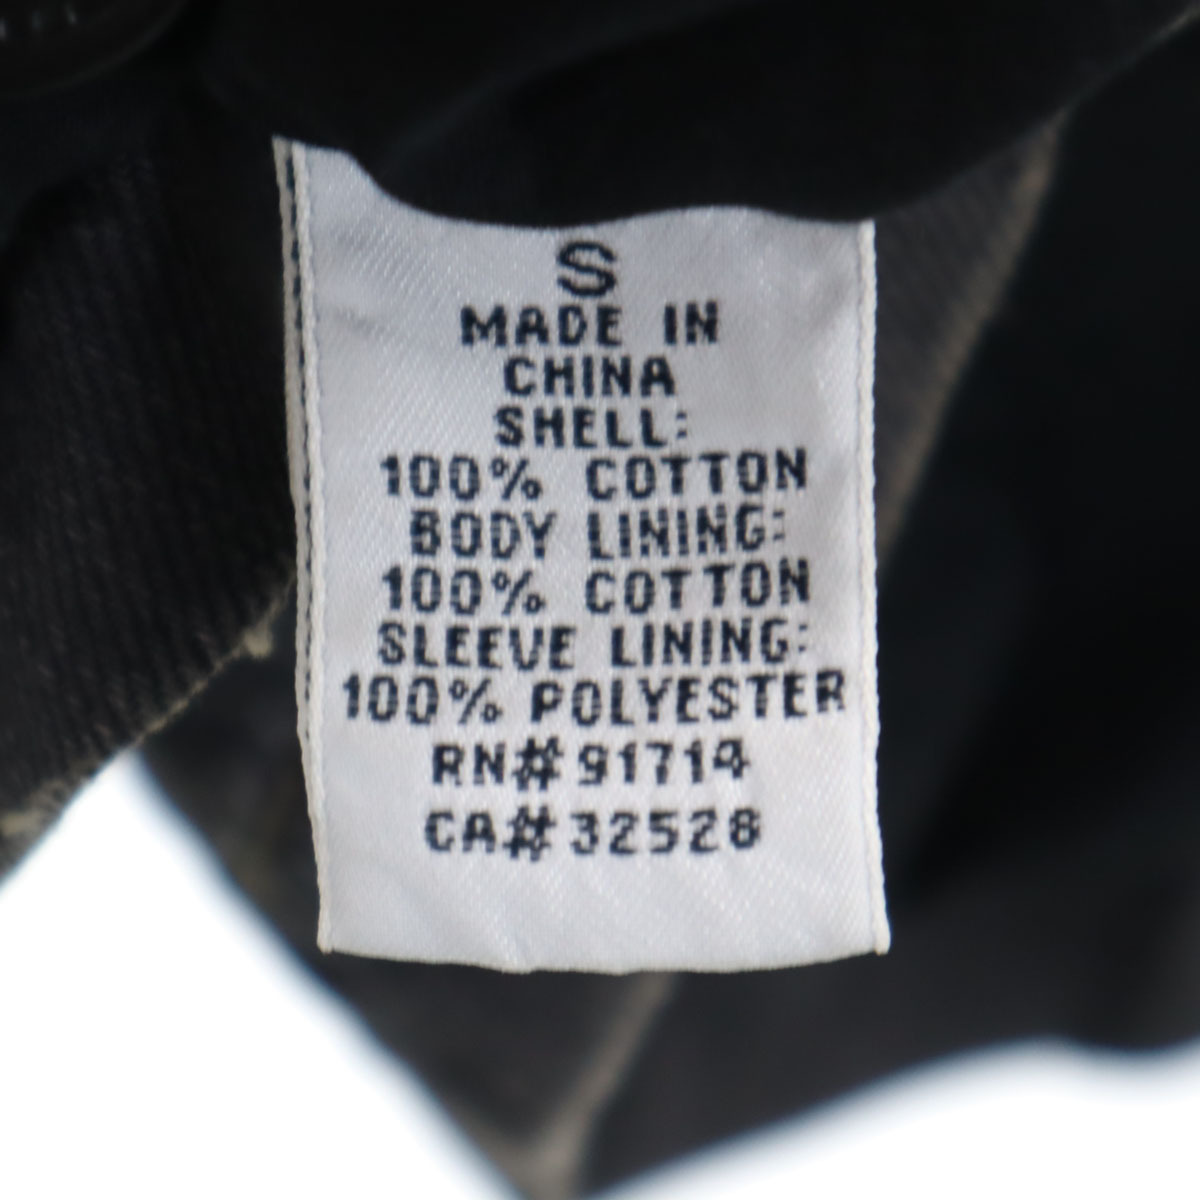 S
MADE IN
CHINA
SHELL:
100% COTTON
BODY LINING:
100% COTTON
SLEEVE LINING:
100% POLYESTER
RN# 91714
CA# 32528